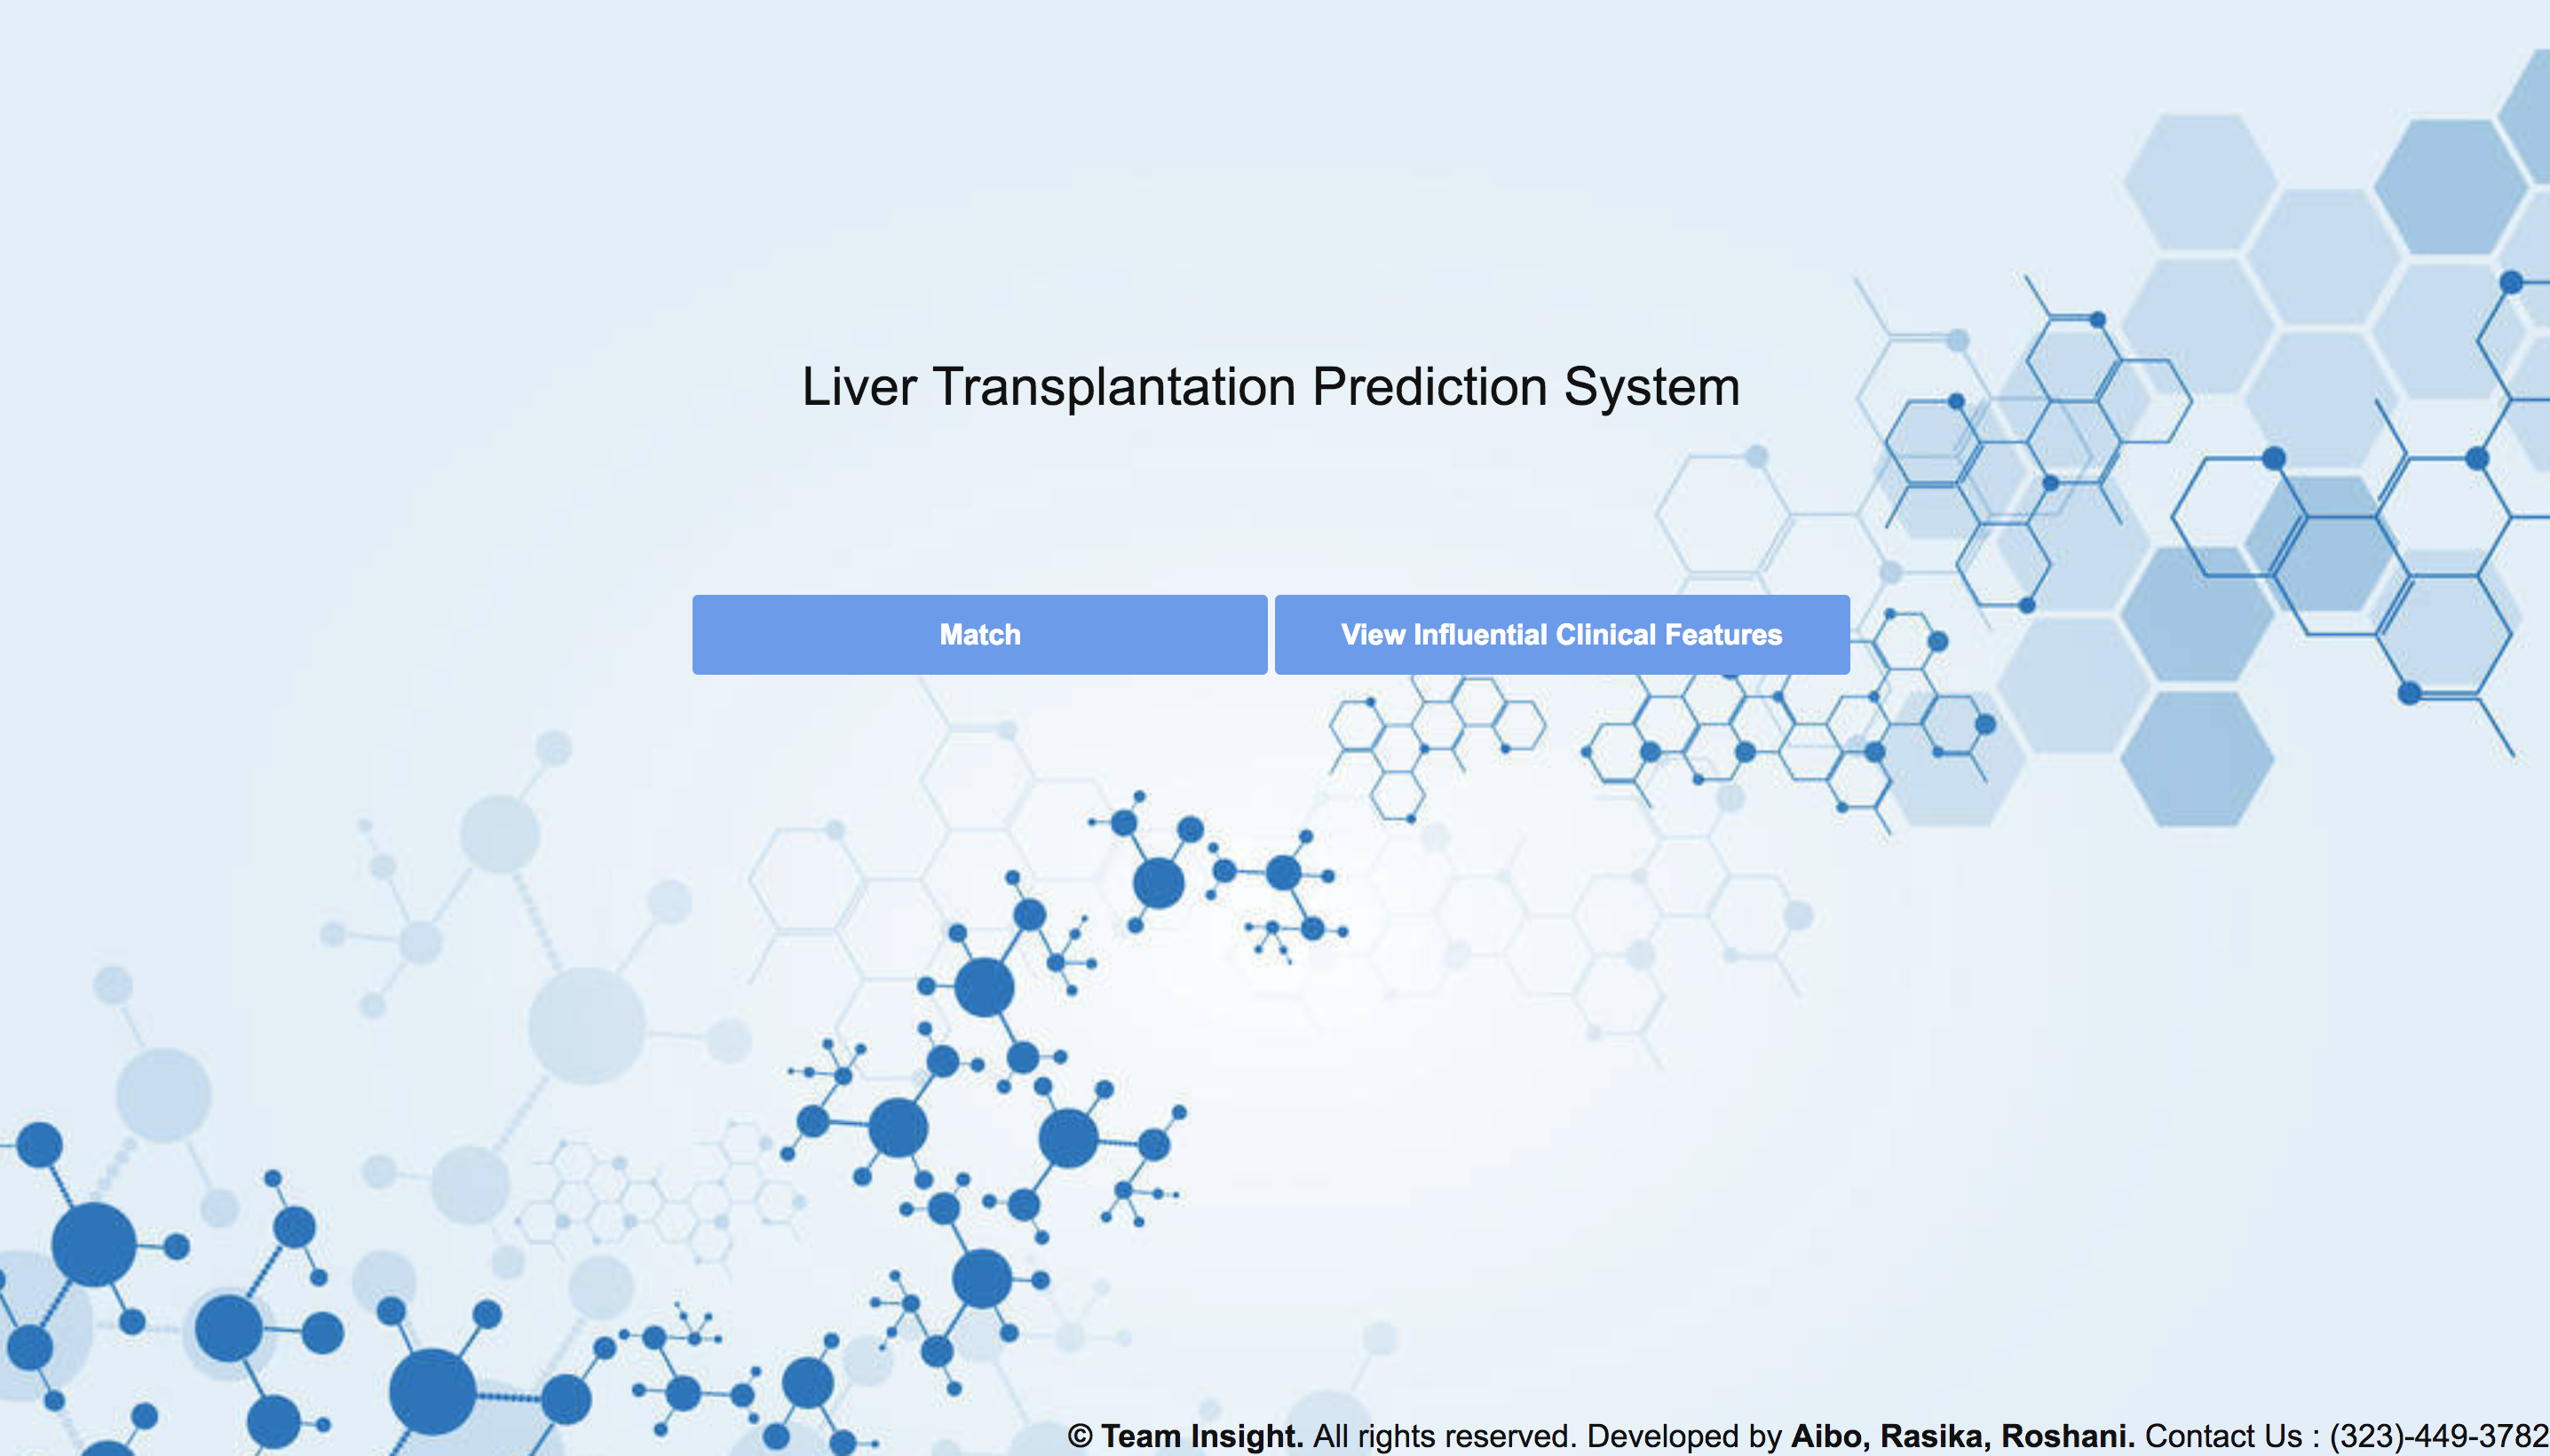 Liver Transplantation Prediction System
Match
View Influential Clinical Features
© Team Insight. All rights reserved. Developed by Aibo, Rasika, Roshani. Contact Us : (323)-449-3782